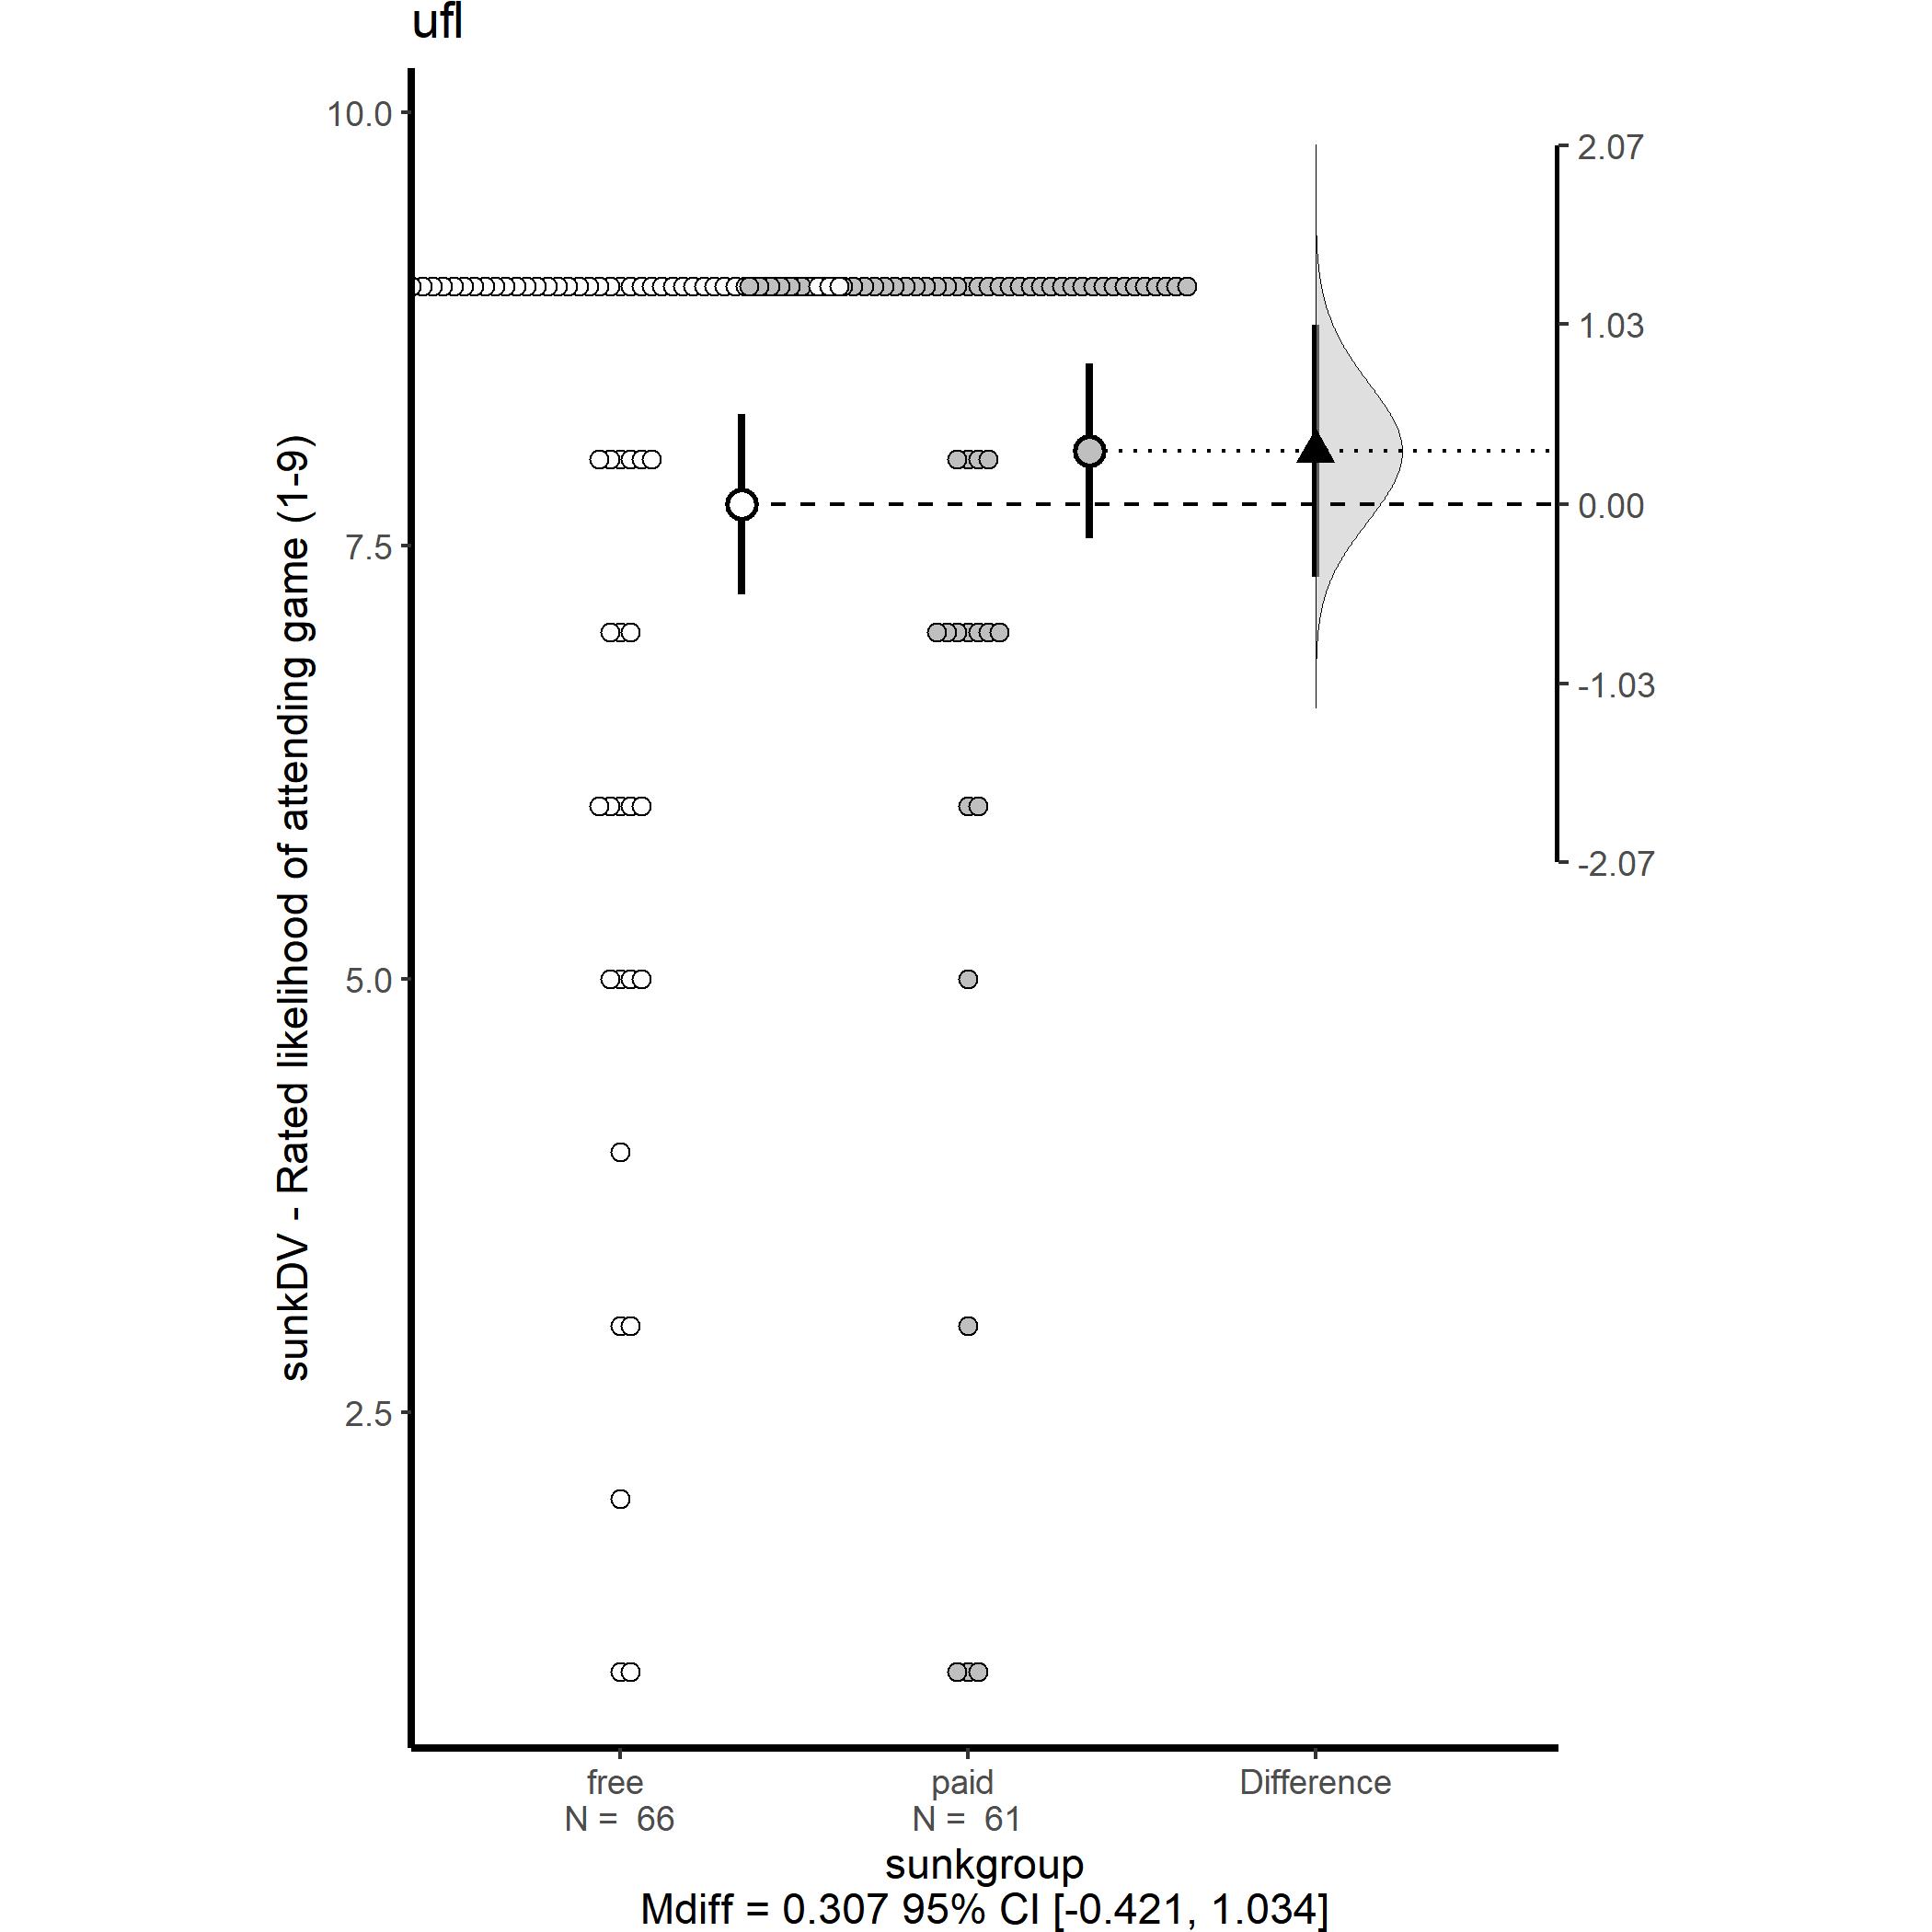 ufl
sunkDV - Rated likelihood of attending game (1-9)
10.0
7.5
5.0
2.5
2.07
1.03
0.00
-1.03
-2.07
free
N =  66
paid
N =  61
Difference
sunkgroup
Mdiff = 0.307 95% CI [-0.421, 1.034]